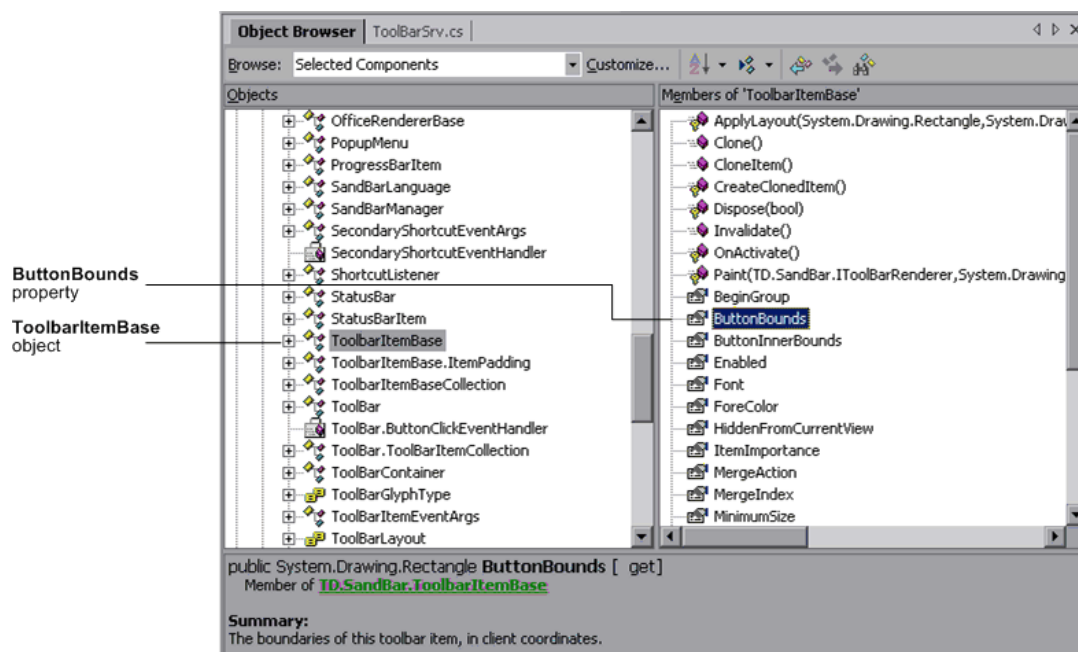 Object Browser
ToolBarSrv.cs
Browse:
Selected Components
Customize...
Objects
OfficeRendererBase
PopupMenu
ProgressBarItem
SandBarLanguage
SandBarManager
SecondaryShortcutEventArgs
SecondaryShortcutEventHandler
ShortcutListener
StatusBar
StatusBarItem
ToolbarItemBase
ToolbarItemBase.ItemPadding
ToolbarItemBaseCollection
ToolBar
ToolBar.ButtonClickEventHandler
ToolBar.ToolBarItemCollection
ToolBarContainer
ToolBarGlyphType
ToolBarItemEventArgs
ToolBarLayout
Members of 'ToolbarItemBase'
ApplyLayout(System.Drawing.Rectangle,System.Drav
Clone()
CloneItem()
CreateClonedItem()
Dispose(bool)
Invalidate()
OnActivate()
Paint(TD.SandBar.IToolBarRenderer,System.Drawing
BeginGroup
ButtonBounds
ButtonInnerBounds
Enabled
Font
ForeColor
HiddenFromCurrentView
ItemImportance
MergeAction
MergeIndex
MinimumSize
ButtonBounds
property
ToolbarItemBase
object
public System.Drawing.Rectangle ButtonBounds [ get]
Member of TD.SandBar.ToolbarItemBase
Summary:
The boundaries of this toolbar item, in client coordinates.